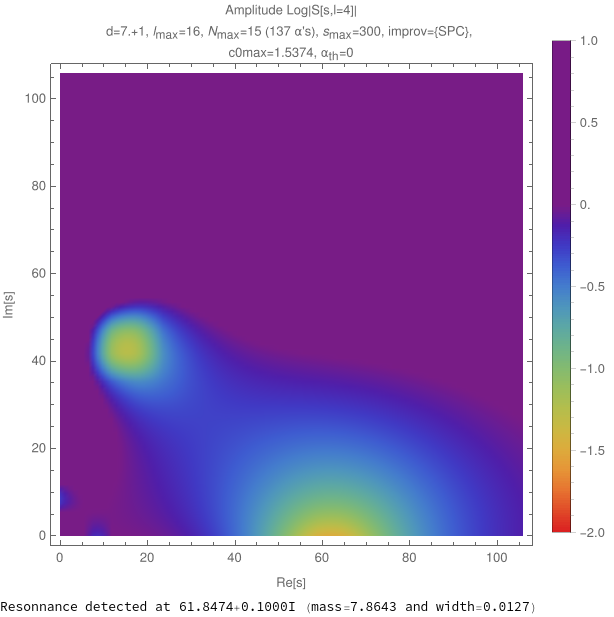 Amplitude Log|S[s,l=4]|
d=7.+1, lmax=16, Nmax=15 (137 α's), smax=300, improv={SPC},
c0max=1.5374, αth=0
1.0
0.5
0.
-0.5
-1.0
-1.5
-2.0
100
80
60
40
20
0
Im[s]
0 20 40 60 80 100
Re[s]
Resonnance detected at 61.8474+0.1000I (mass=7.8643 and width=0.0127)